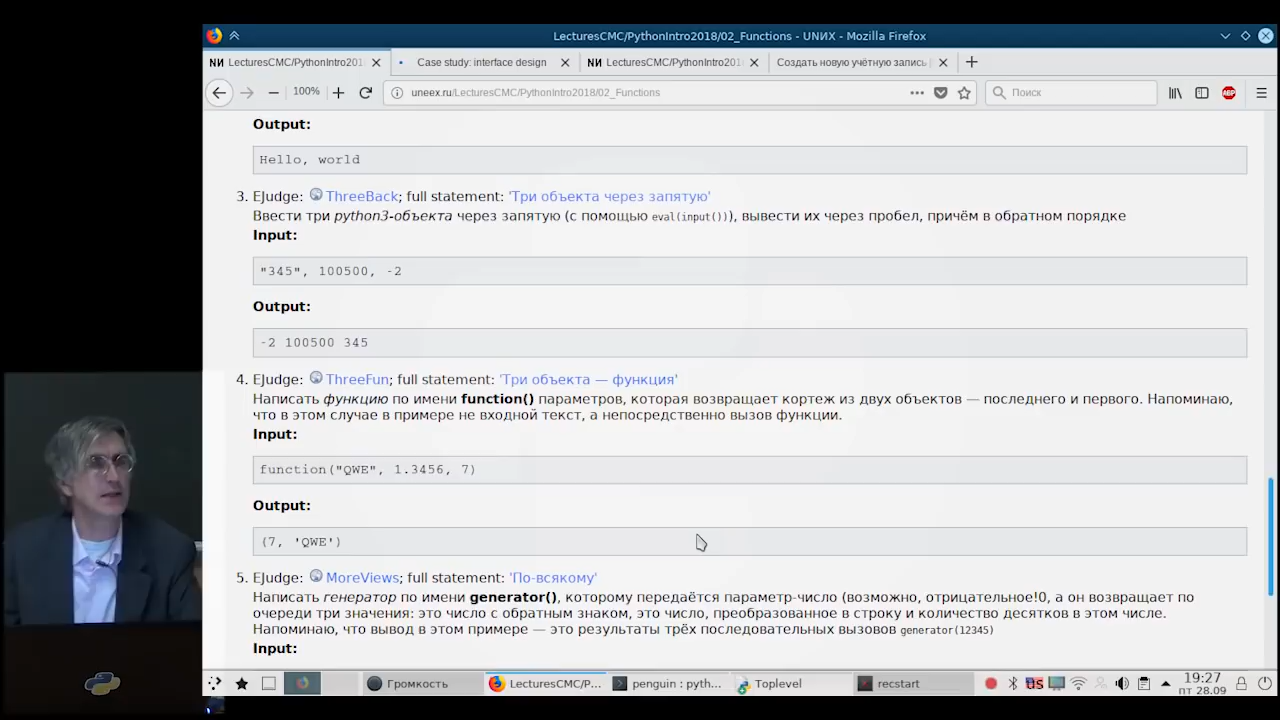 LecturesCMC/PythonIntro2018/02_Functions - UNИX - Mozilla Firefox
NИ LecturesCMC/PythonIntro2018
Case study: interface design
NИ LecturesCMC/PythonIntro2018
Создать новую учётную запись
100%
uneex.ru/LecturesCMC/PythonIntro2018/02_Functions
Поиск
ABP
Output:
Hello, world
3. EJudge: ThreeBack; full statement: 'Три объекта через запятую'
Ввести три python3-объекта через запятую (с помощью eval(input())), вывести их через пробел, причём в обратном порядке
Input:
"345", 100500, -2
Output:
-2 100500 345
4. EJudge: ThreeFun; full statement: 'Три объекта — функция'
Написать функцию по имени function() параметров, которая возвращает кортеж из двух объектов — последнего и первого. Напоминаю,
что в этом случае в примере не входной текст, а непосредственно вызов функции.
Input:
function("QWE", 1.3456, 7)
Output:
(7, 'QWE')
5. EJudge: MoreViews; full statement: 'По-всякому'
Написать генератор по имени generator(), которому передаётся параметр-число (возможно, отрицательное!0, а он возвращает по
очереди три значения: это число с обратным знаком, это число, преобразованное в строку и количество десятков в этом числе.
Напоминаю, что вывод в этом примере — это результаты трёх последовательных вызовов generator(12345)
Input:
Громкость
LecturesCMC/P...
penguin : pyth...
Toplevel
recstart
US
19:27
пт 28.09